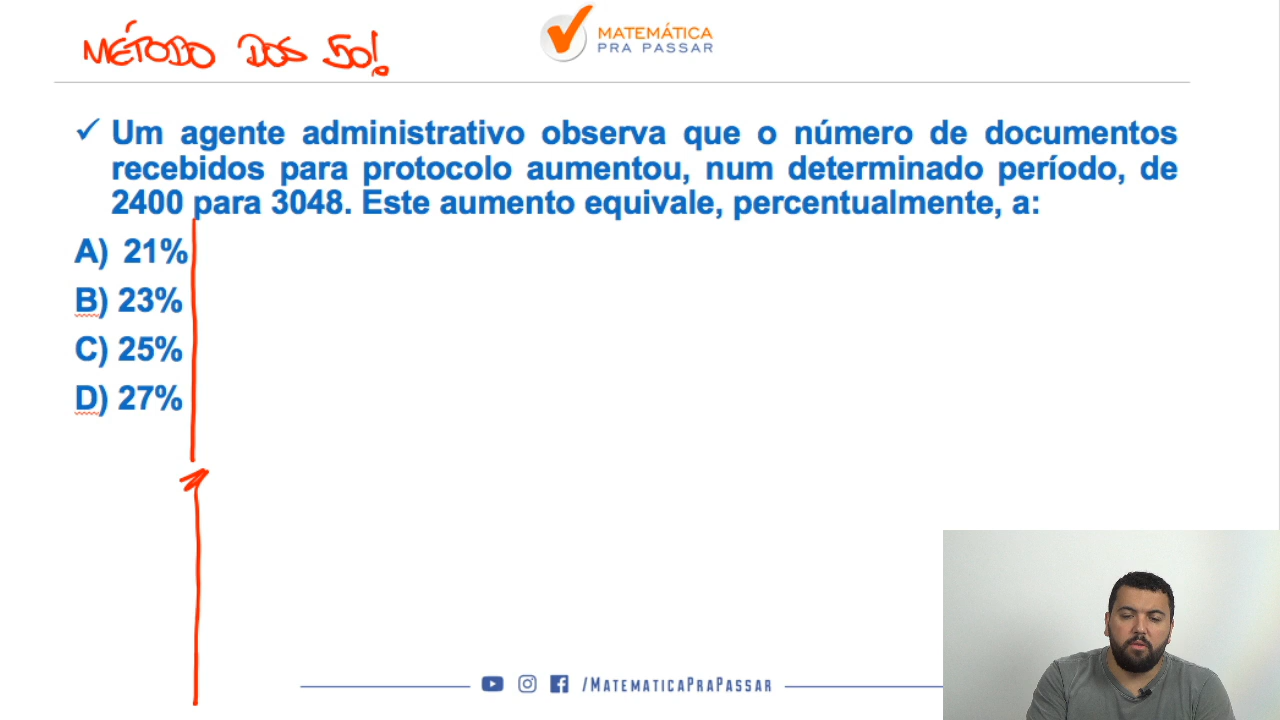 MÉTODO DOS 50!
MATEMÁTICA
PRA PASSAR
Um agente administrativo observa que o número de documentos
recebidos para protocolo aumentou, num determinado período, de
2400 para 3048. Este aumento equivale, percentualmente, a:
A) 21%
B) 23%
C) 25%
D) 27%
/MATEMATICAPRAPASSAR